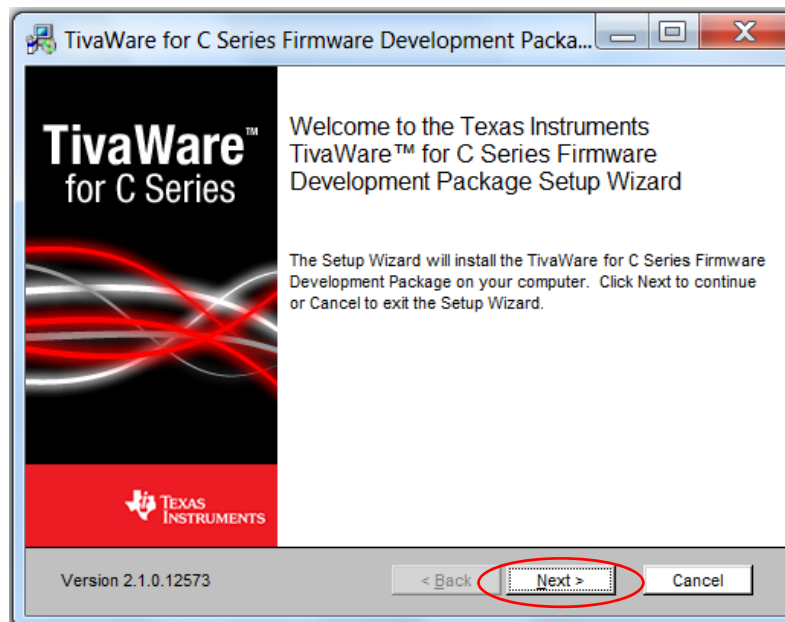 TivaWare for C Series Firmware Development Packa...
X
TivaWare™
for C Series
Welcome to the Texas Instruments
TivaWare™ for C Series Firmware
Development Package Setup Wizard
The Setup Wizard will install the TivaWare for C Series Firmware
Development Package on your computer. Click Next to continue
or Cancel to exit the Setup Wizard.
TEXAS
INSTRUMENTS
Version 2.1.0.12573
< Back
Next >
Cancel